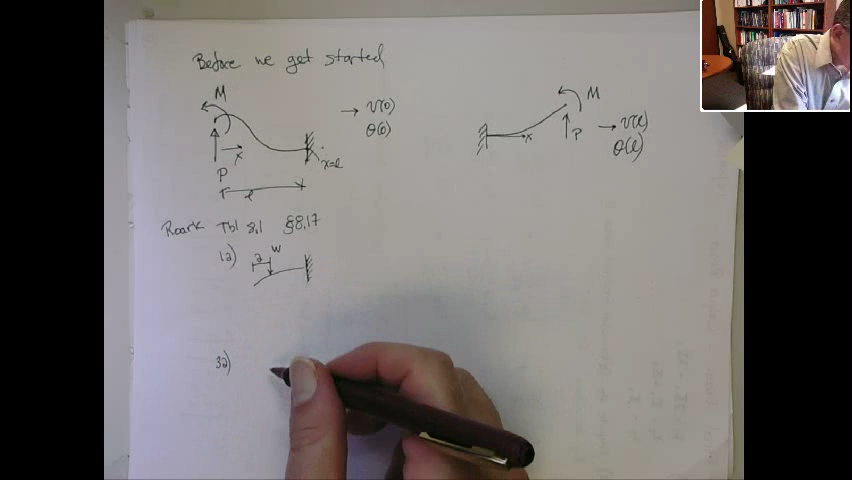 Before we get started
M
→ v(0)
θ(0)
x
P
x=l
l
M
→ v(l)
θ(l)
x
P
Roark Tbl 8.1 §8.17
1a)
a
W
3a)